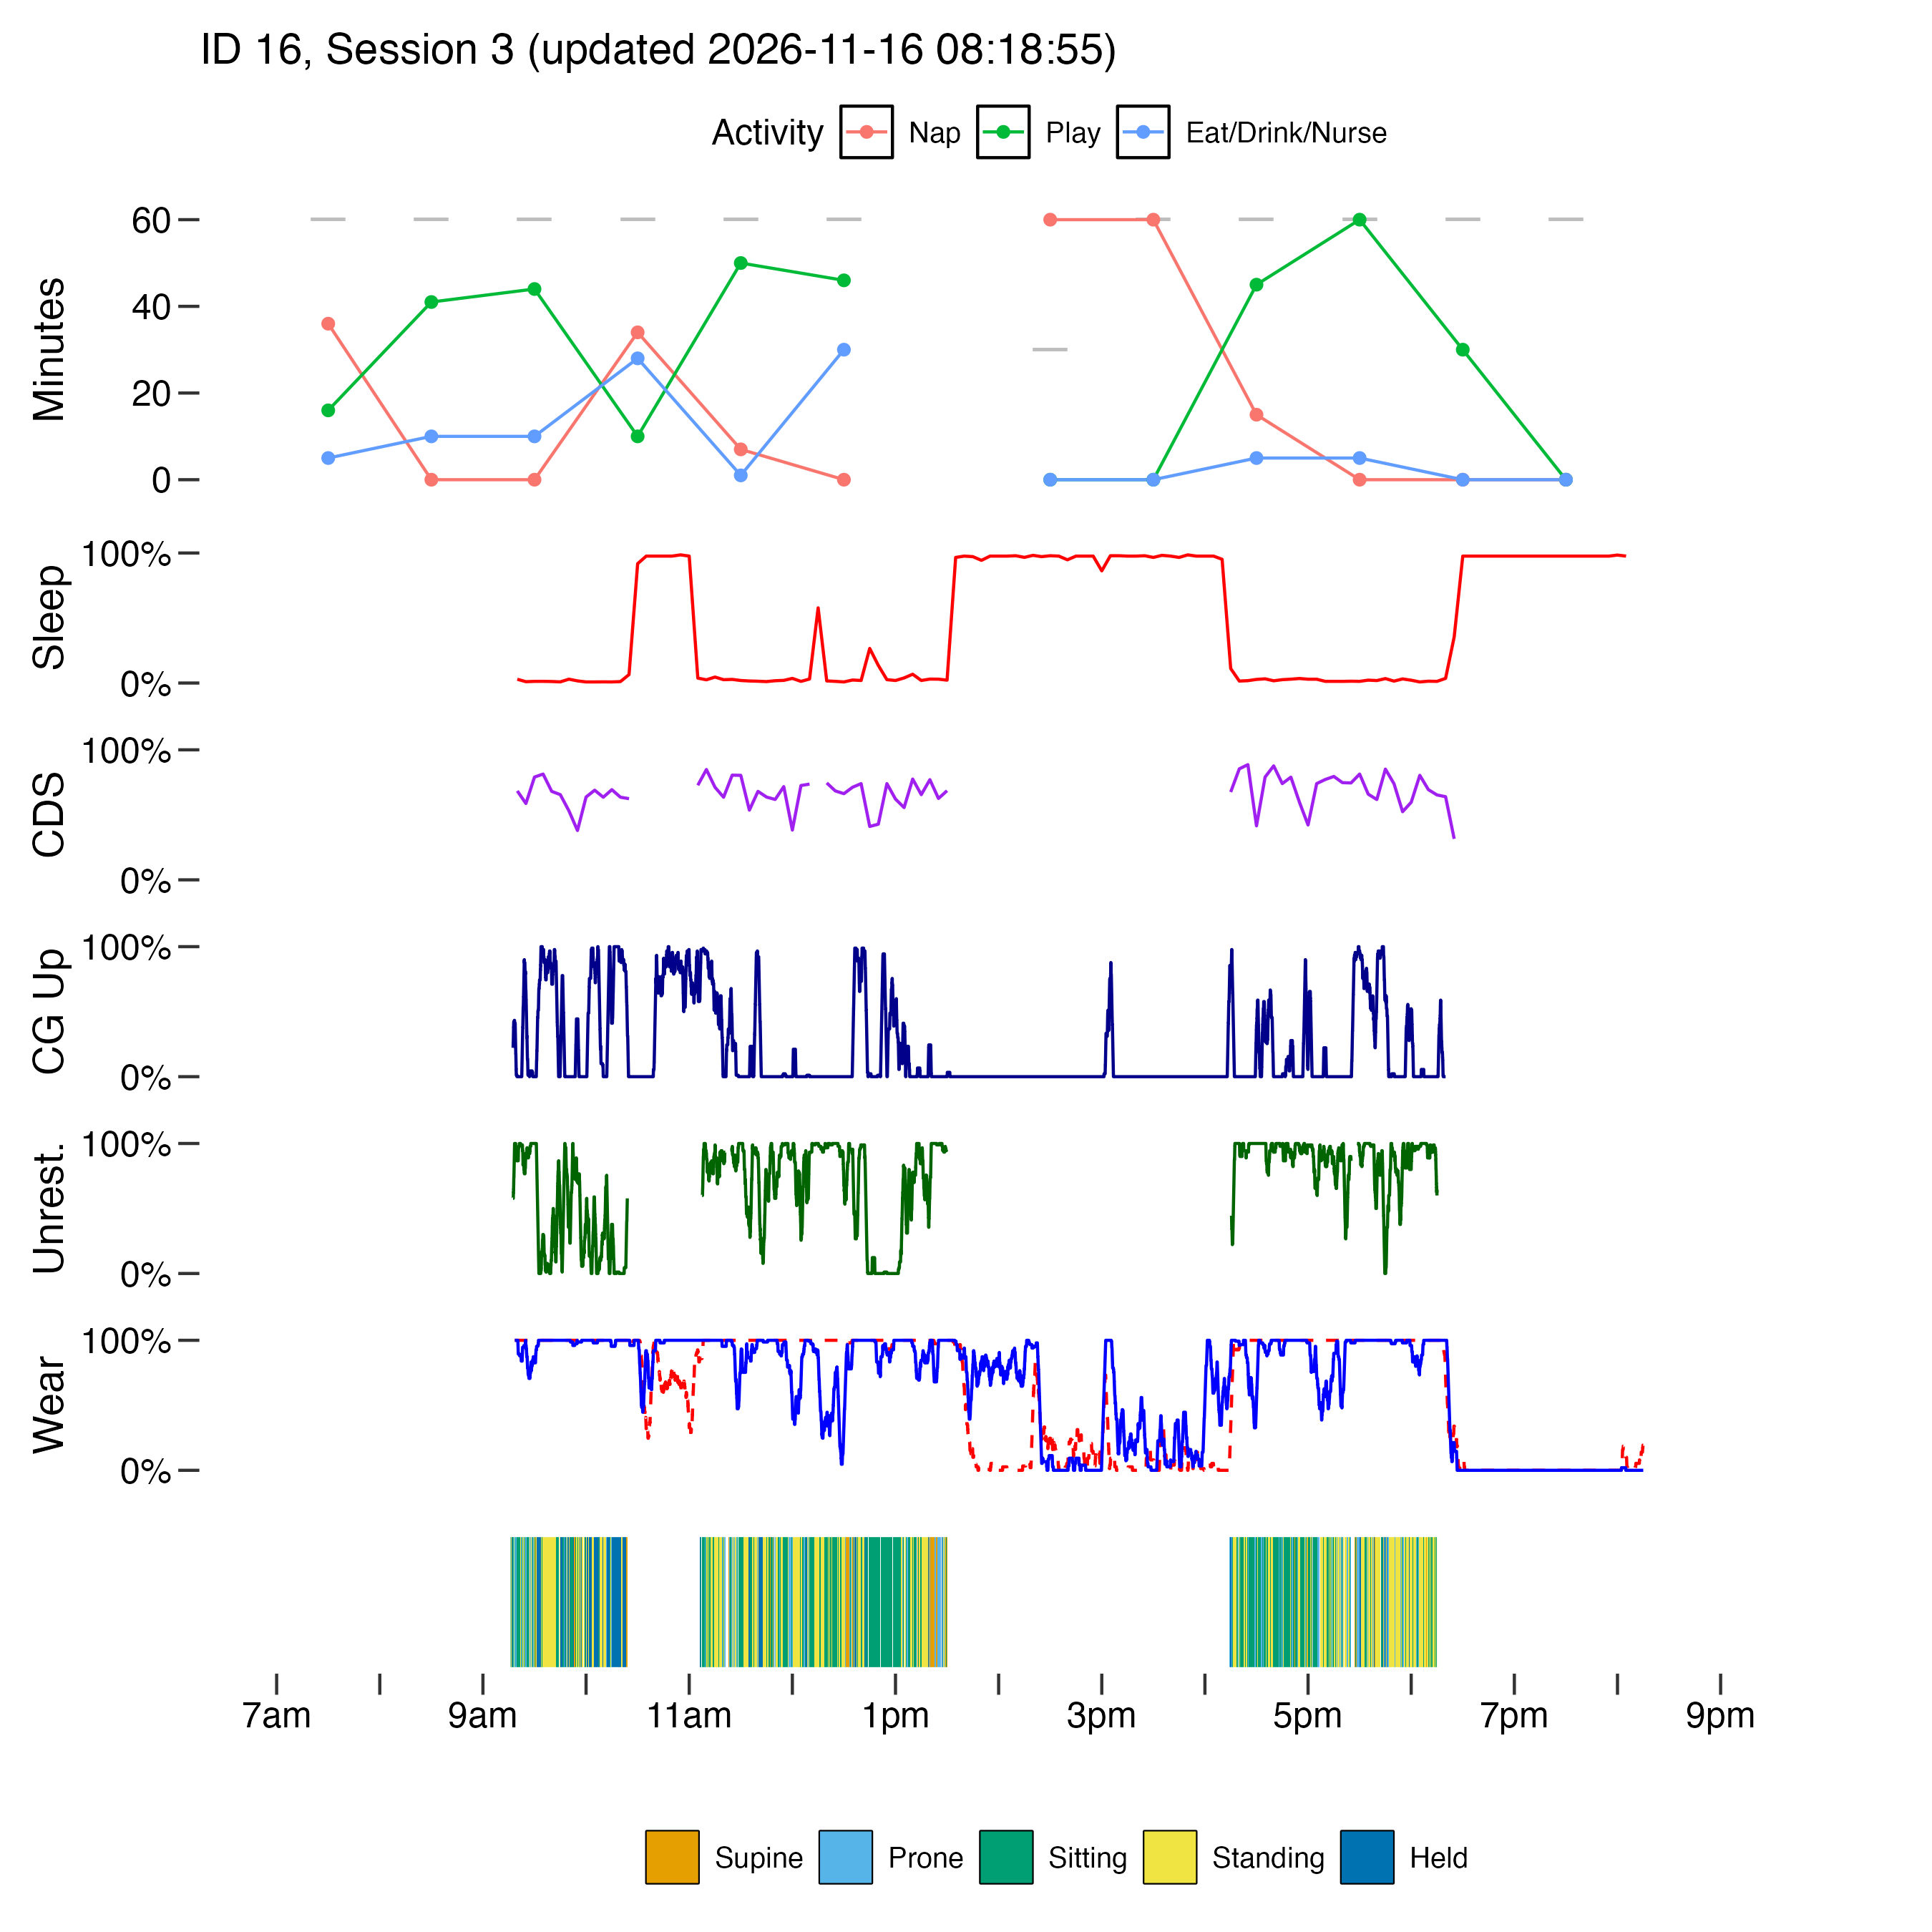 ID 16, Session 3 (updated 2026-11-16 08:18:55)
Activity Nap Play Eat/Drink/Nurse
Minutes
60
40
20
0
Sleep
100%
0%
CDS
100%
0%
CG Up
100%
0%
Unrest.
100%
0%
Wear
100%
0%
7am 9am 11am 1pm 3pm 5pm 7pm 9pm
Supine Prone Sitting Standing Held